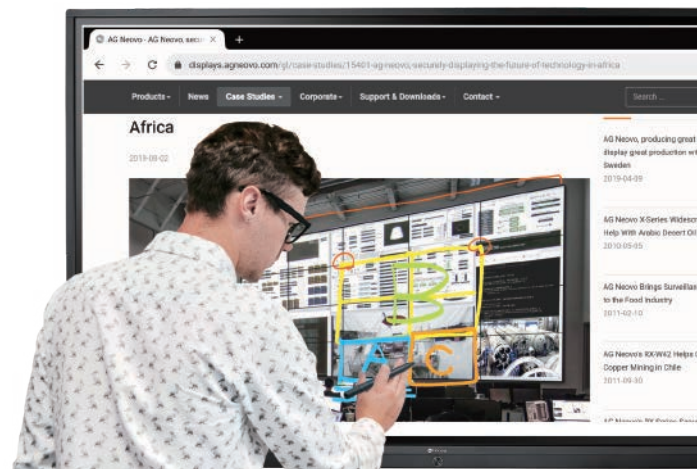 AG Neovo - AG Neovo, secu
displays.agneovo.com/gl/case-studies/15401-ag-neovo-securely-displaying-the-future-of-technology-in-africa
Products
News
Case Studies
Corporate
Support & Downloads
Contact
Search ...
Africa
2019-09-02
AG Neovo, producing great
display great production wi
Sweden
2019-04-09
AG Neovo X-Series Widescr
Help With Arabic Desert Oil
2010-05-05
AG Neovo Brings Surveillan
to the Food Industry
2011-02-10
AG Neovo's RX-W42 Helps
Copper Mining in Chile
2011-09-30
B
A
C